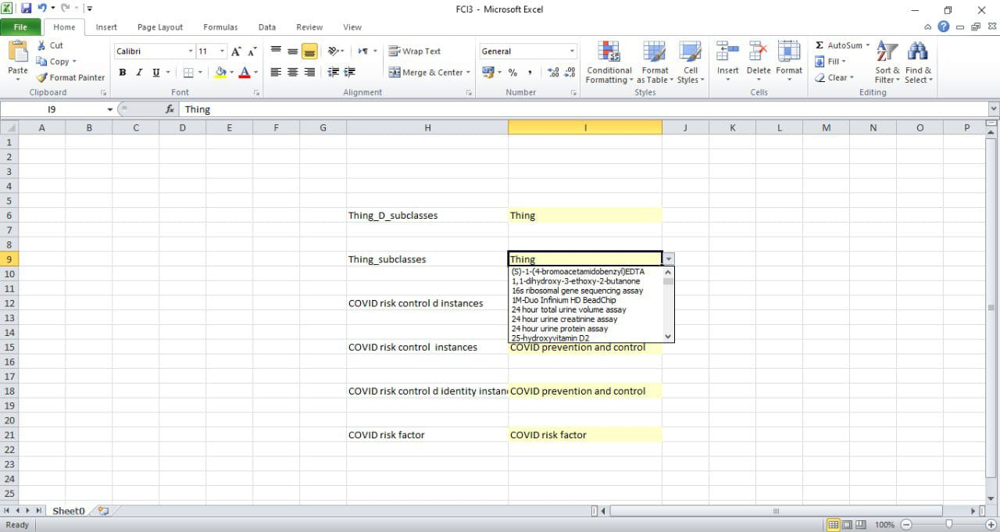 FCI3 - Microsoft Excel
File Home Insert Page Layout Formulas Data Review View
Paste Cut Calibri 11 A A Wrap Text General AutoSum
Copy Conditional Formatting Format as Table Cell Styles Insert Delete Format Fill Sort & Filter Find & Select
Format Painter B I U A Merge & Center % , Clear
Clipboard Font Alignment Number Styles Cells Editing
I9 fx Thing
A B C D E F G H I J K L M N O P
1
2
3
4
5
6 Thing_D_subclasses Thing
7
8
9 Thing_subclasses Thing
10 (S)-1-(4-bromoacetamidobenzyl)EDTA
1,1-dihydroxy-3-ethoxy-2-butanone
11 16s ribosomal gene sequencing assay
1M-Duo Infinium HD BeadChip
12 COVID risk control d instances 24 hour total urine volume assay
13 24 hour urine creatinine assay
14 24 hour urine protein assay
25-hydroxyvitamin D2
15 COVID risk control instances COVID prevention and control
16
17
18 COVID risk control d identity instan COVID prevention and control
19
20
21 COVID risk factor COVID risk factor
22
23
24
25
Sheet0
Ready 100%